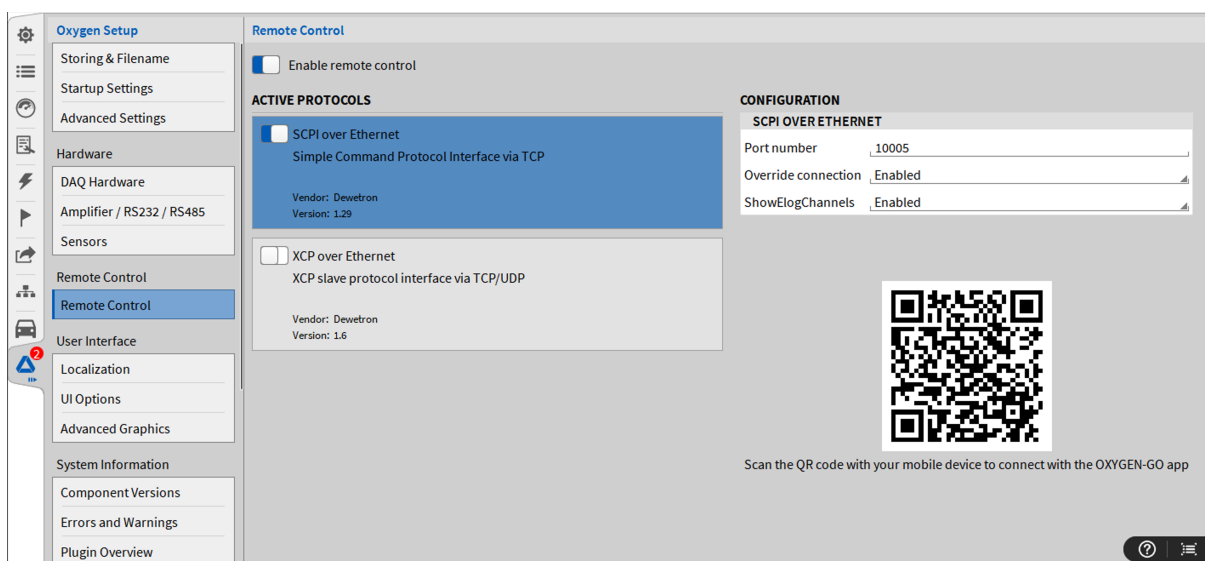 Oxygen Setup
Storing & Filename
Startup Settings
Advanced Settings
Hardware
DAQ Hardware
Amplifier / RS232 / RS485
Sensors
Remote Control
Remote Control
User Interface
Localization
UI Options
Advanced Graphics
System Information
Component Versions
Errors and Warnings
Plugin Overview
2
Remote Control
Enable remote control
ACTIVE PROTOCOLS
SCPI over Ethernet
Simple Command Protocol Interface via TCP
Vendor: Dewetron
Version: 1.29
XCP over Ethernet
XCP slave protocol interface via TCP/UDP
Vendor: Dewetron
Version: 1.6
CONFIGURATION
SCPI OVER ETHERNET
Port number 10005
Override connection Enabled
ShowElogChannels Enabled
Scan the QR code with your mobile device to connect with the OXYGEN-GO app
?